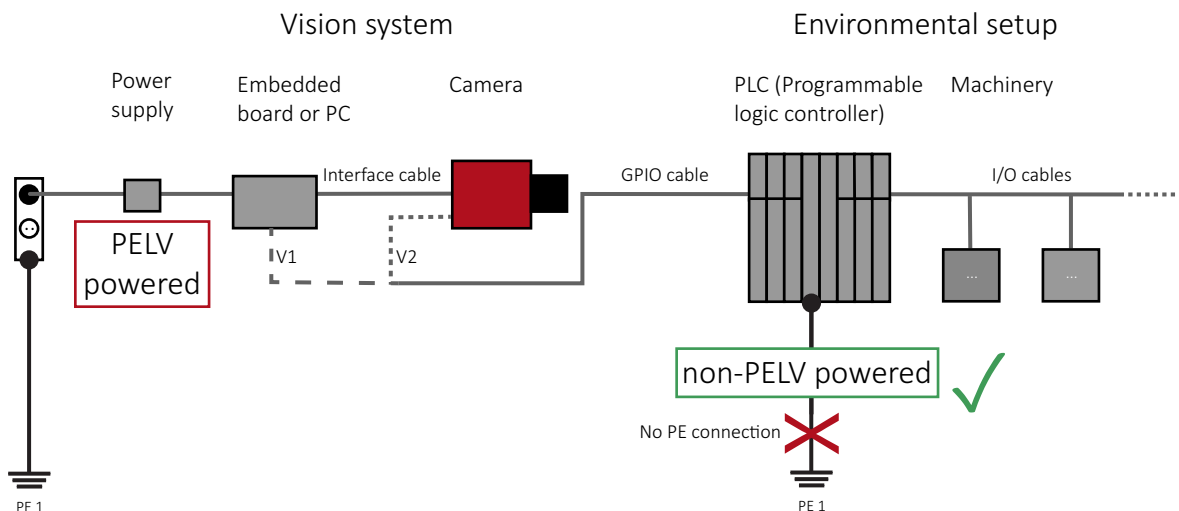 Vision system
Environmental setup
Power
supply
Embedded
board or PC
Camera
PLC (Programmable
logic controller)
Machinery
Interface cable
GPIO cable
I/O cables
PELV
powered
V1
V2
...
...
non-PELV powered
No PE connection
PE 1
PE 1